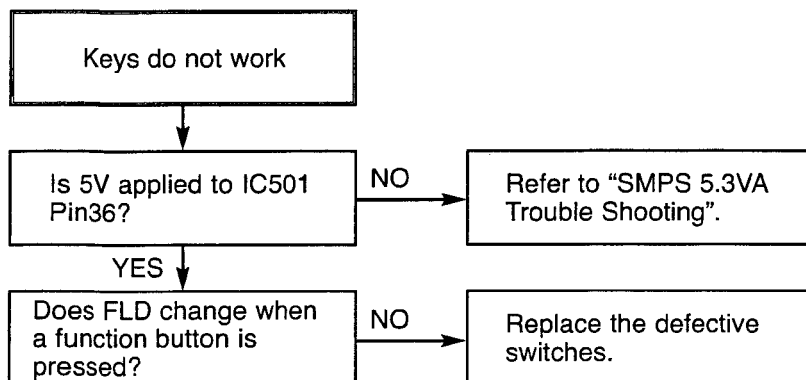 Keys do not work
Is 5V applied to IC501
Pin36?
NO
Refer to “SMPS 5.3VA
Trouble Shooting”.
YES
Does FLD change when
a function button is
pressed?
NO
Replace the defective
switches.